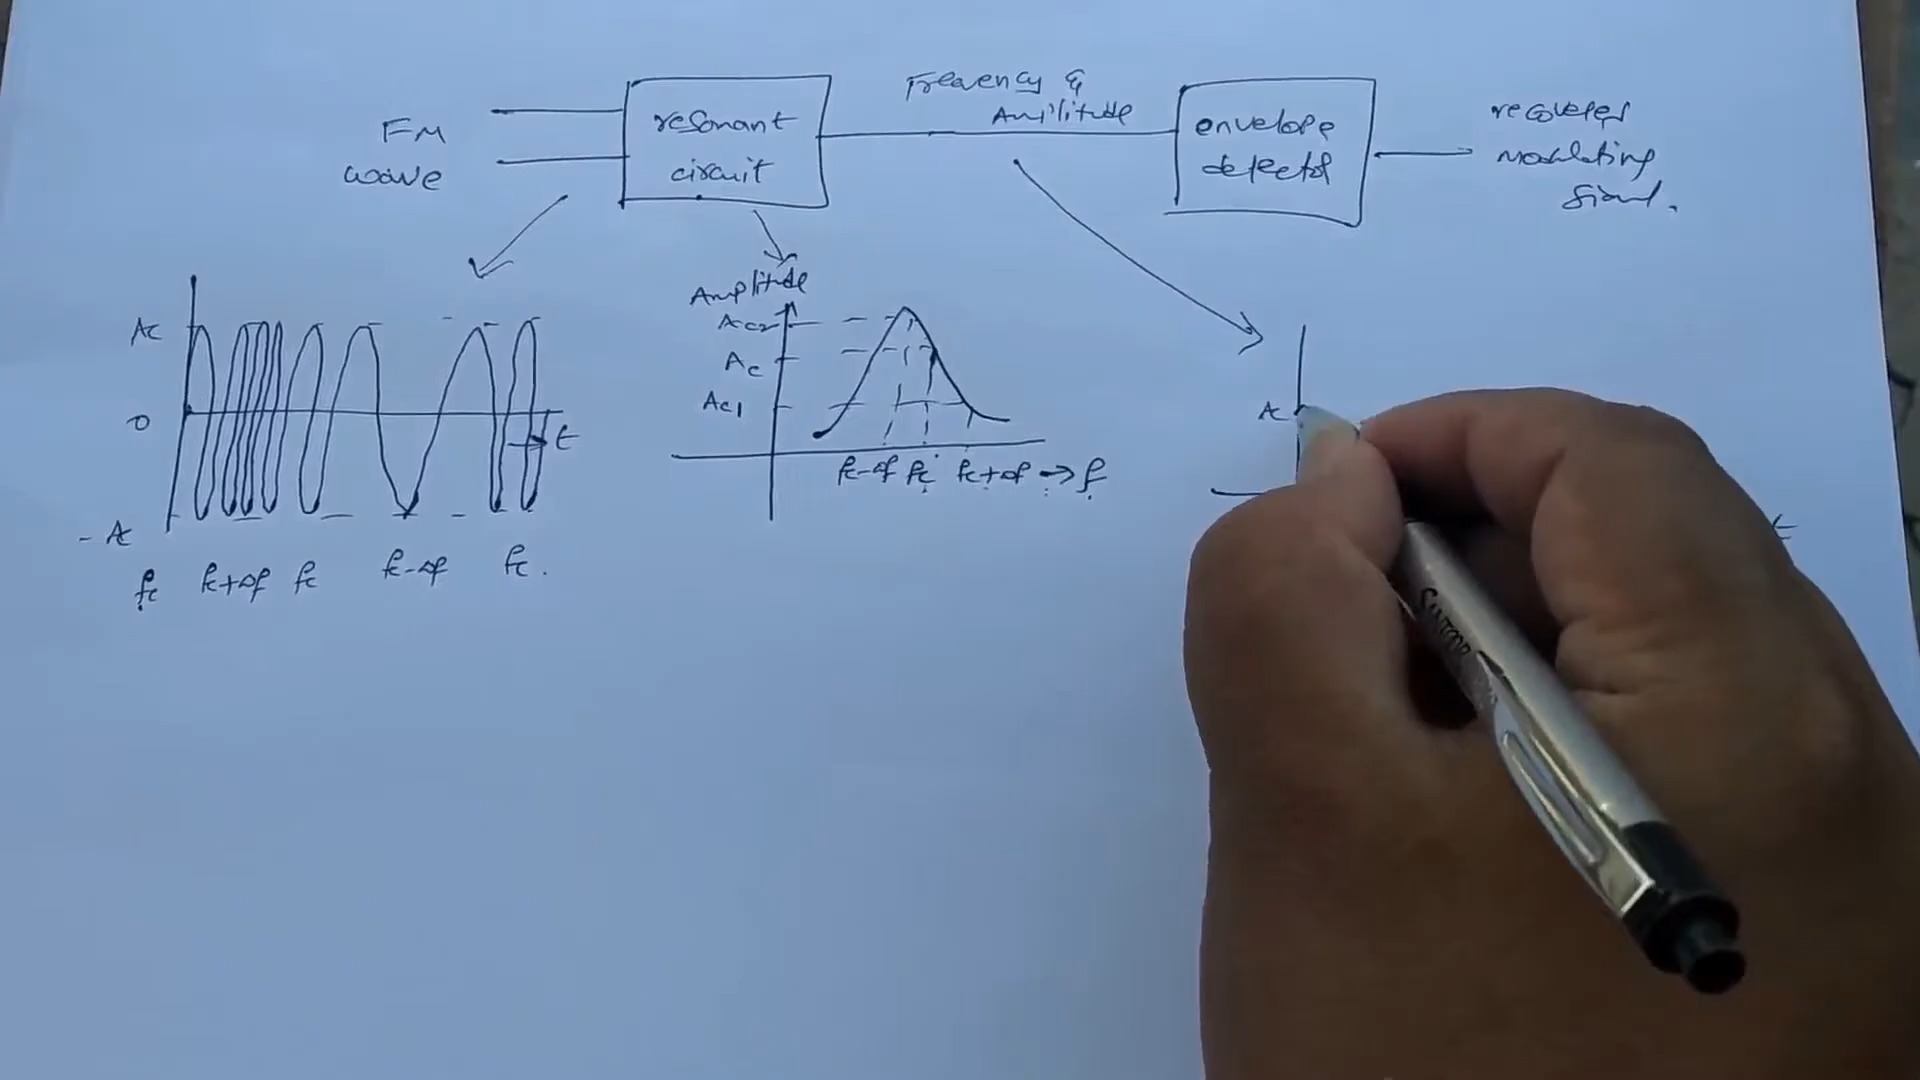 Frequency &
Amplitude
FM
wave
resonant
circuit
envelope
detector
recovered
modulating
signal.
Amplitude
Ac2
Ac
Ac1
fc-Δf fc fc+Δf → f
Ac
0
-Ac
t
fc fc+Δf fc fc-Δf fc.
Ac
t
SANTOOR